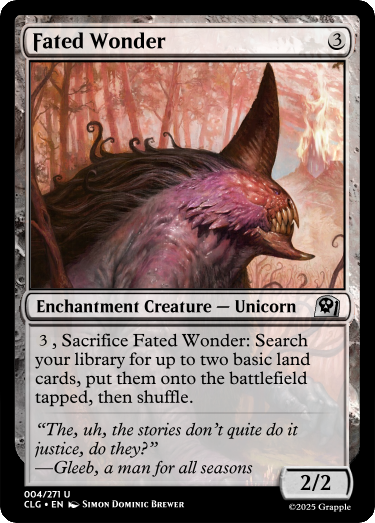 Fated Wonder 3
Enchantment Creature — Unicorn
3 , Sacrifice Fated Wonder: Search
your library for up to two basic land
cards, put them onto the battlefield
tapped, then shuffle.
“The, uh, the stories don’t quite do it
justice, do they?”
—Gleeb, a man for all seasons
2/2
004/271 U
CLG • EN SIMON DOMINIC BREWER
©2025 Grapple